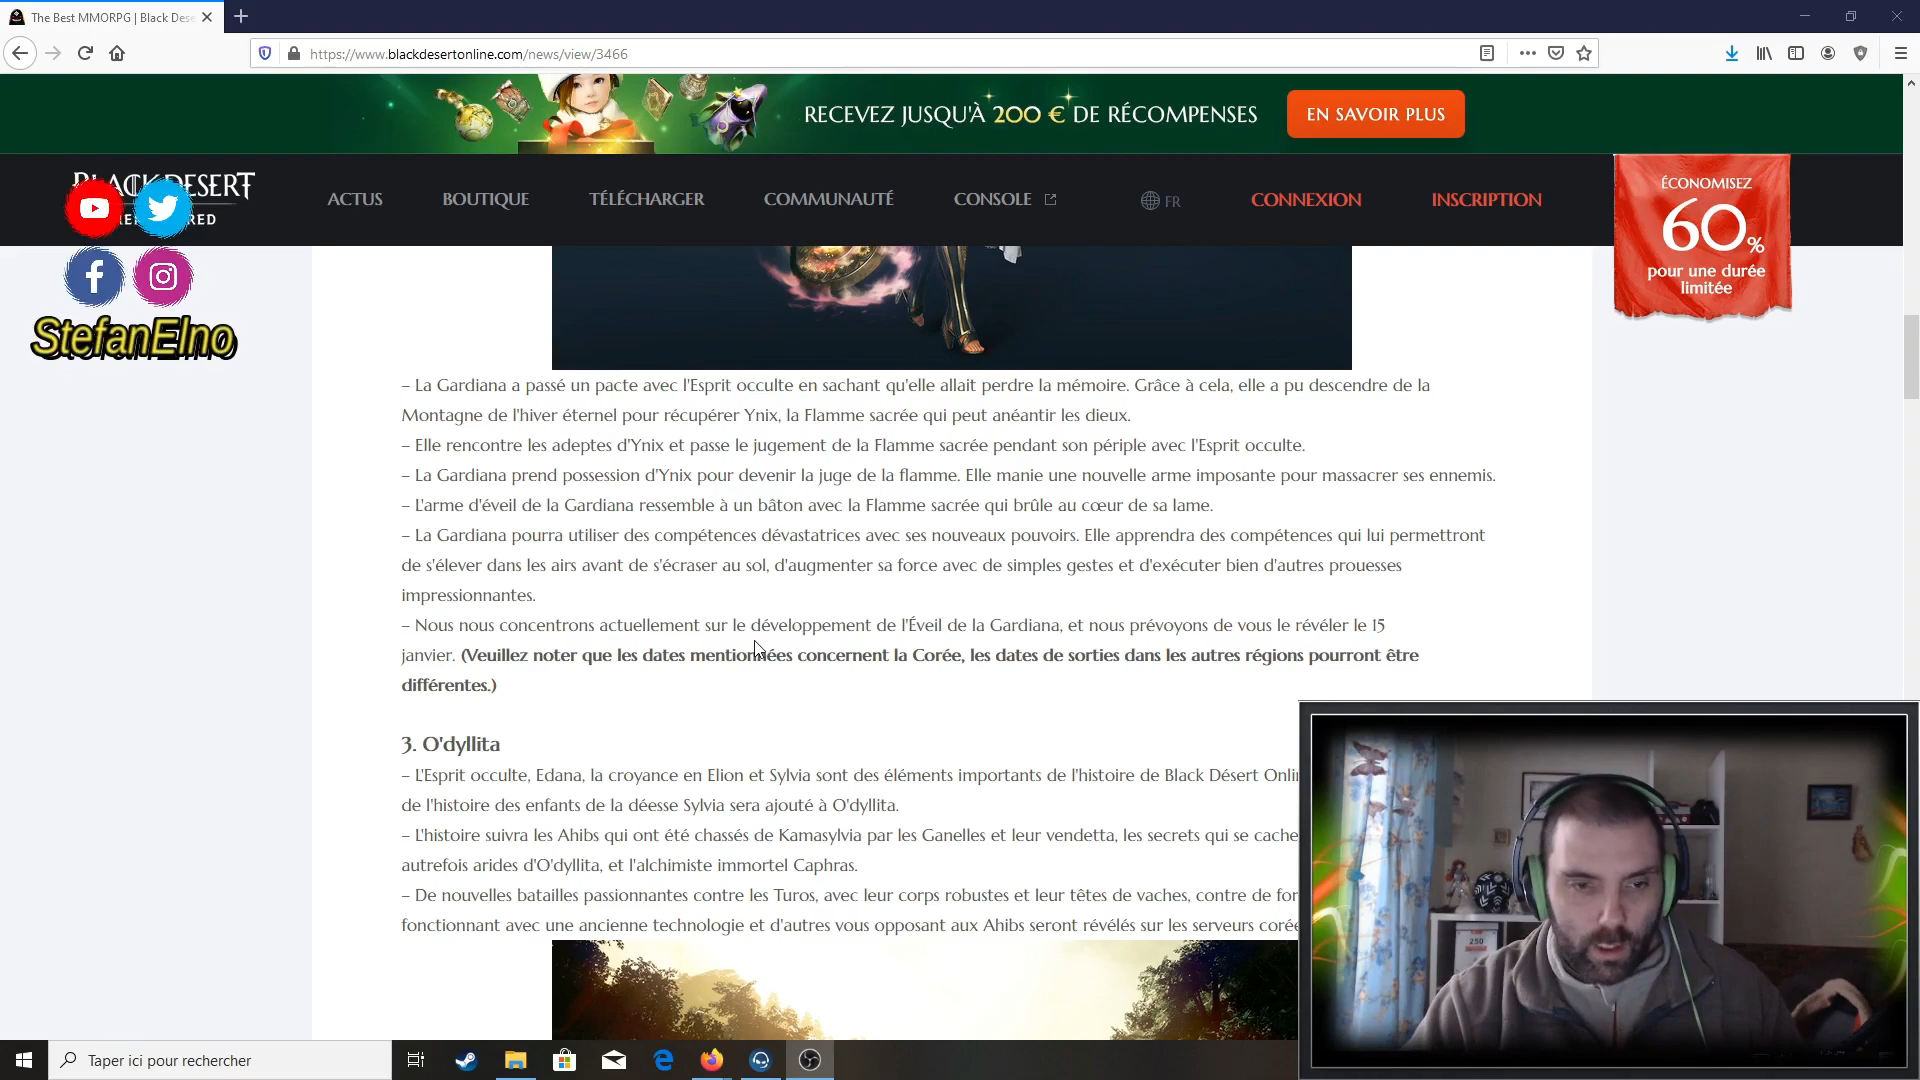 The Best MMORPG | Black Dese
https://www.blackdesertonline.com/news/view/3466
RECEVEZ JUSQU'À 200 € DE RÉCOMPENSES
EN SAVOIR PLUS
BLACK DESERT
ACTUS
BOUTIQUE
TÉLÉCHARGER
COMMUNAUTÉ
CONSOLE
FR
CONNEXION
INSCRIPTION
ÉCONOMISEZ
60%
pour une durée
limitée
StefanElno
– La Gardiana a passé un pacte avec l'Esprit occulte en sachant qu'elle allait perdre la mémoire. Grâce à cela, elle a pu descendre de la
Montagne de l'hiver éternel pour récupérer Ynix, la Flamme sacrée qui peut anéantir les dieux.
– Elle rencontre les adeptes d'Ynix et passe le jugement de la Flamme sacrée pendant son périple avec l'Esprit occulte.
– La Gardiana prend possession d'Ynix pour devenir la juge de la flamme. Elle manie une nouvelle arme imposante pour massacrer ses ennemis.
– L'arme d'éveil de la Gardiana ressemble à un bâton avec la Flamme sacrée qui brûle au cœur de sa lame.
– La Gardiana pourra utiliser des compétences dévastatrices avec ses nouveaux pouvoirs. Elle apprendra des compétences qui lui permettront
de s'élever dans les airs avant de s'écraser au sol, d'augmenter sa force avec de simples gestes et d'exécuter bien d'autres prouesses
impressionnantes.
– Nous nous concentrons actuellement sur le développement de l'Éveil de la Gardiana, et nous prévoyons de vous le révéler le 15
janvier. (Veuillez noter que les dates mentionnées concernent la Corée, les dates de sorties dans les autres régions pourront être
différentes.)
3. O'dyllita
– L'Esprit occulte, Edana, la croyance en Elion et Sylvia sont des éléments importants de l'histoire de Black Désert Onli
de l'histoire des enfants de la déesse Sylvia sera ajouté à O'dyllita.
– L'histoire suivra les Ahibs qui ont été chassés de Kamasylvia par les Ganelles et leur vendetta, les secrets qui se cache
autrefois arides d'O'dyllita, et l'alchimiste immortel Caphras.
– De nouvelles batailles passionnantes contre les Turos, avec leur corps robustes et leur têtes de vaches, contre de for
fonctionnant avec une ancienne technologie et d'autres vous opposant aux Ahibs seront révélés sur les serveurs corée
250
Taper ici pour rechercher